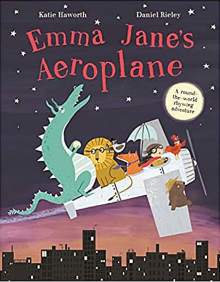 Katie Haworth Daniel Rieley
Emma Jane's
Aeroplane
A round-
the-world
rhyming
adventure